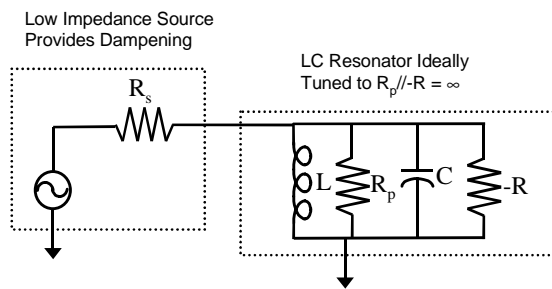 Low Impedance Source
Provides Dampening
LC Resonator Ideally
Tuned to Rp//-R = ∞
Rs
L
Rp
C
-R